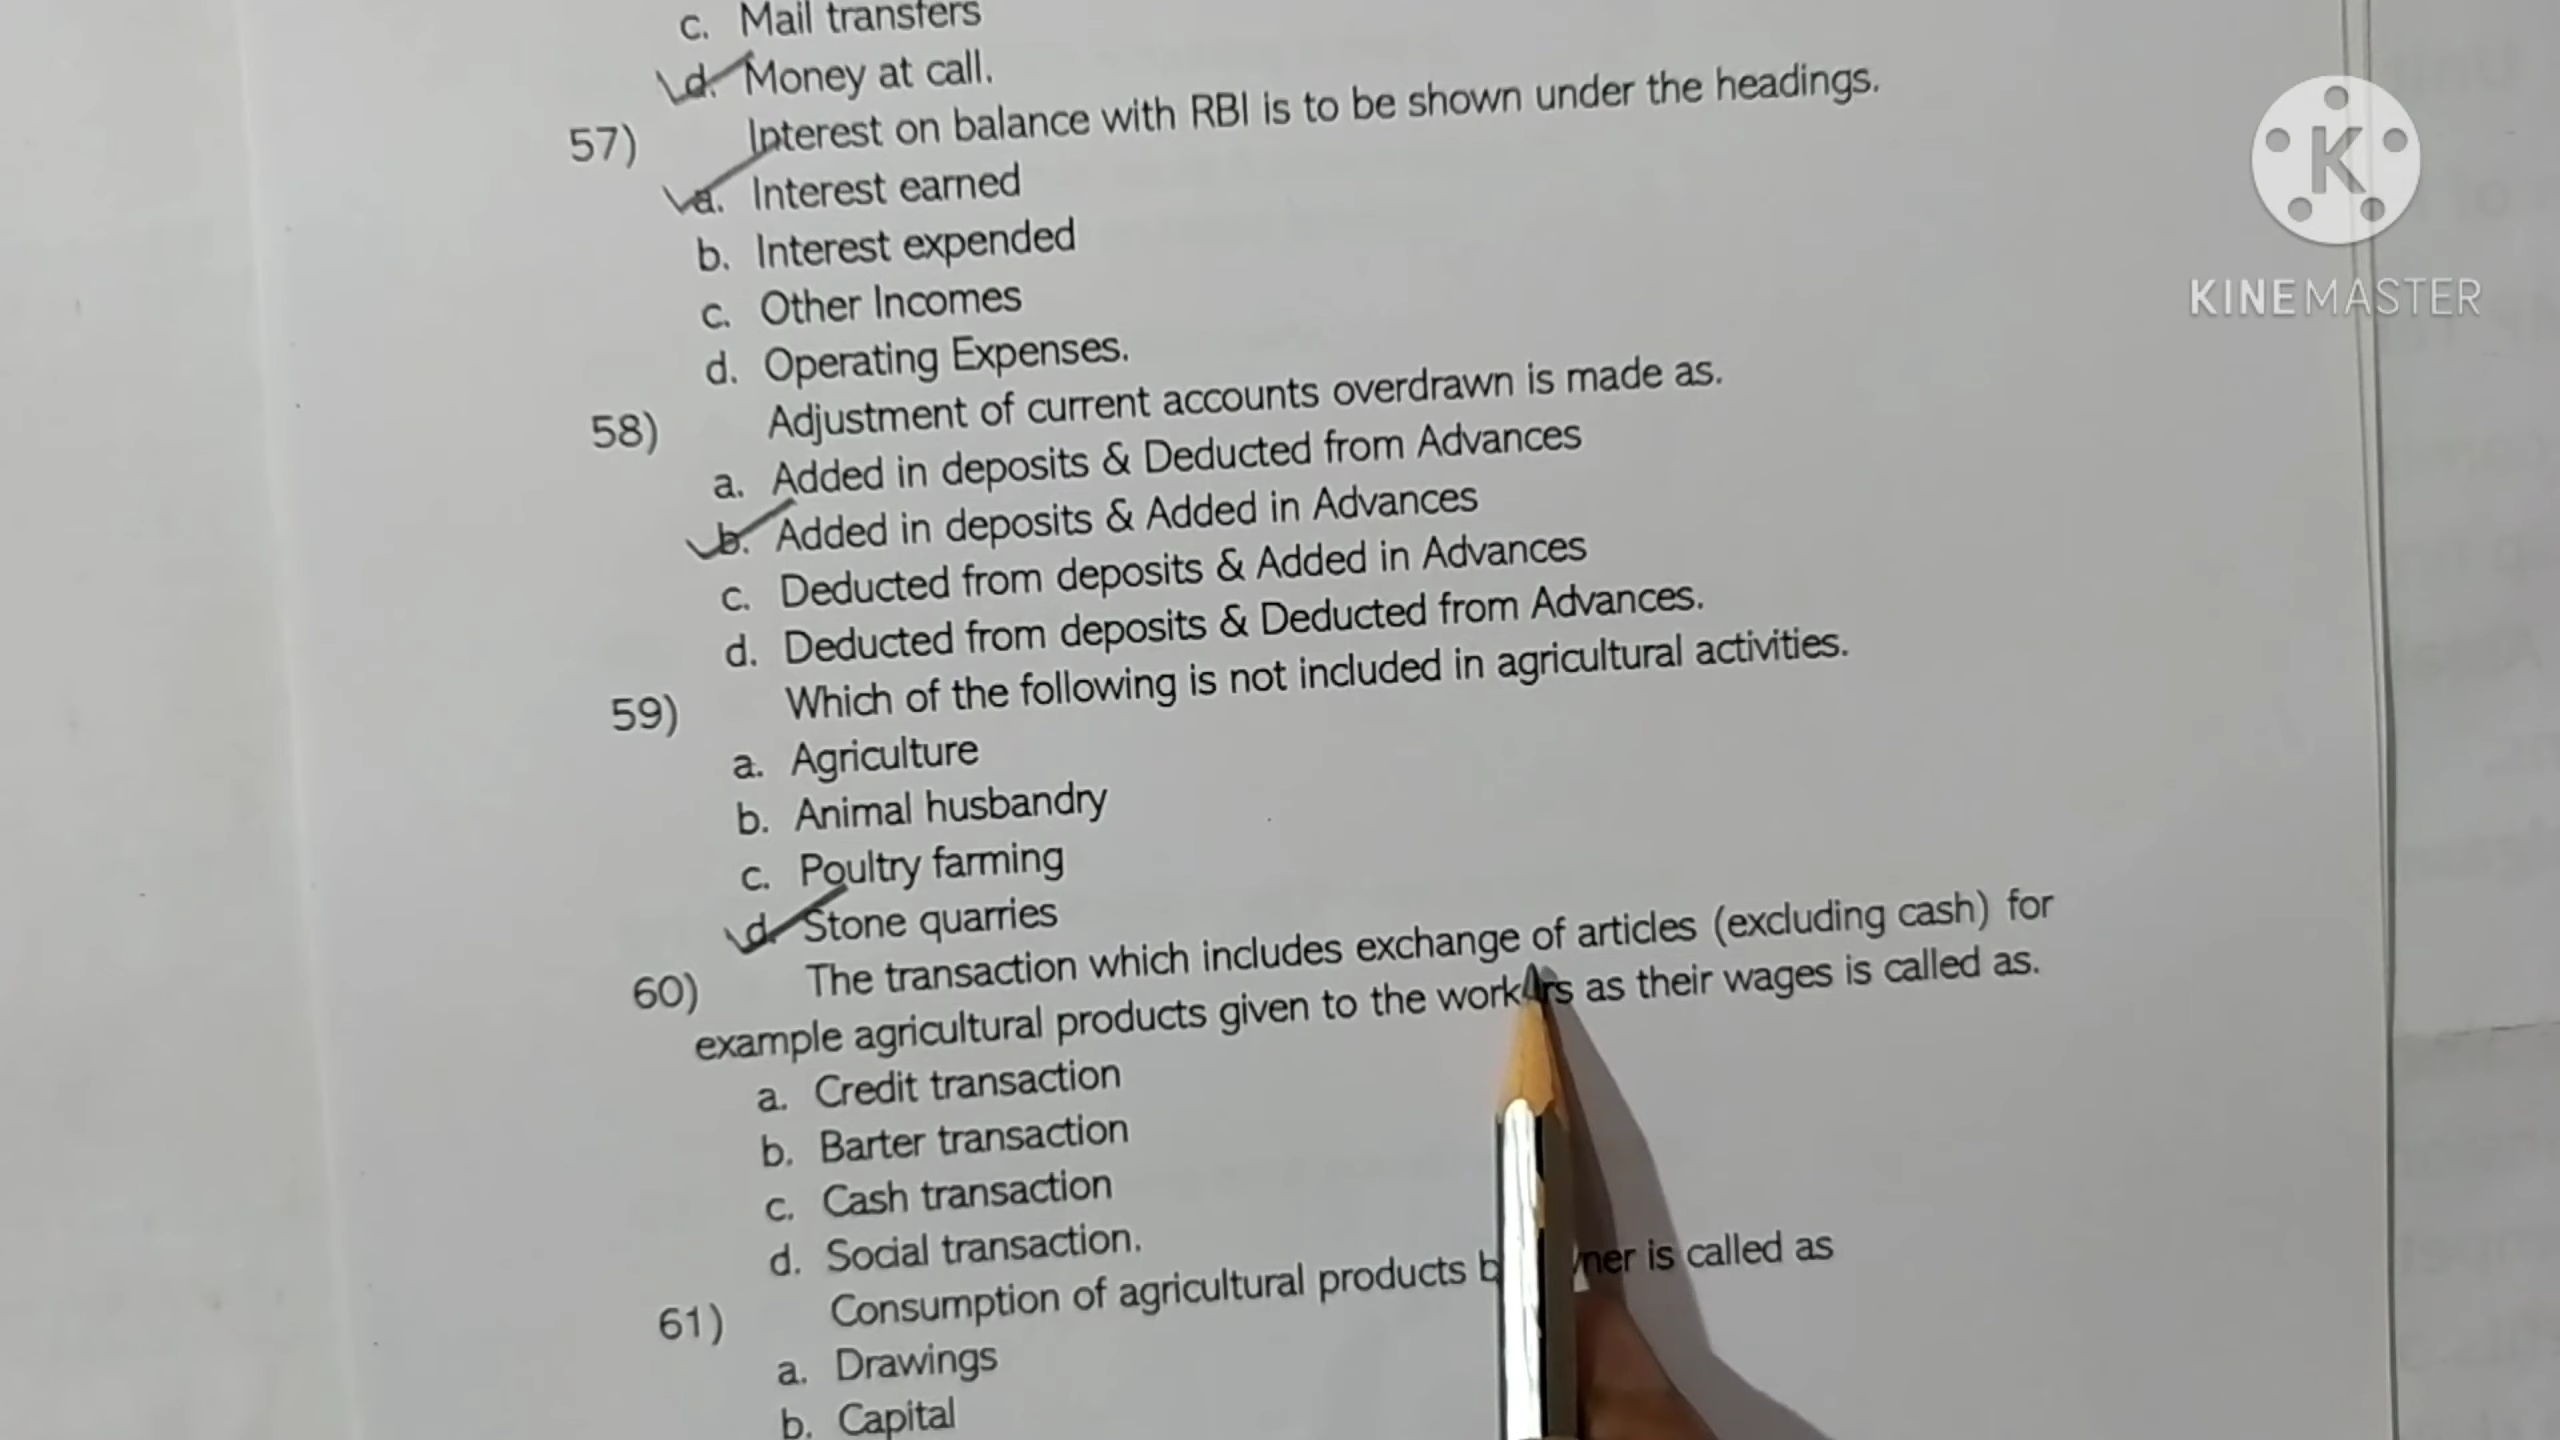 c. Mail transfers
d. Money at call.
57) Interest on balance with RBI is to be shown under the headings.
a. Interest earned
b. Interest expended
c. Other Incomes
d. Operating Expenses.
58) Adjustment of current accounts overdrawn is made as.
a. Added in deposits & Deducted from Advances
b. Added in deposits & Added in Advances
c. Deducted from deposits & Added in Advances
d. Deducted from deposits & Deducted from Advances.
59) Which of the following is not included in agricultural activities.
a. Agriculture
b. Animal husbandry
c. Poultry farming
d. Stone quarries
60) The transaction which includes exchange of articles (excluding cash) for
example agricultural products given to the workers as their wages is called as.
a. Credit transaction
b. Barter transaction
c. Cash transaction
d. Social transaction.
61) Consumption of agricultural products is called as
a. Drawings
b. Capital
K
KINEMASTER